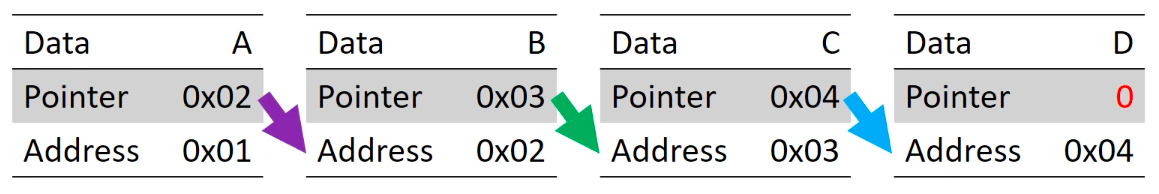 Data A
Pointer 0x02
Address 0x01
Data B
Pointer 0x03
Address 0x02
Data C
Pointer 0x04
Address 0x03
Data D
Pointer 0
Address 0x04